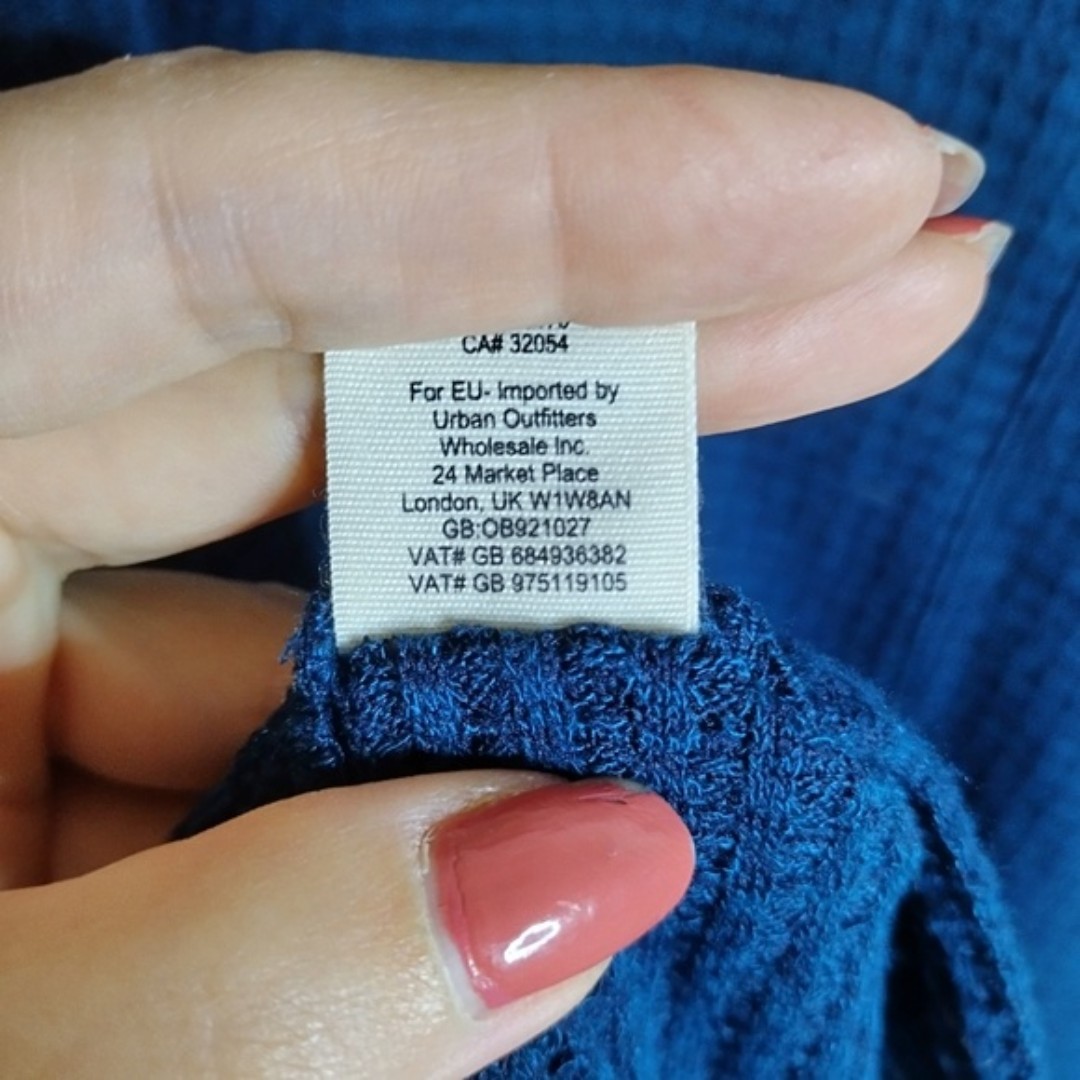 CA# 32054
For EU- Imported by
Urban Outfitters
Wholesale Inc.
24 Market Place
London, UK W1W8AN
GB:OB921027
VAT# GB 684936382
VAT# GB 975119105